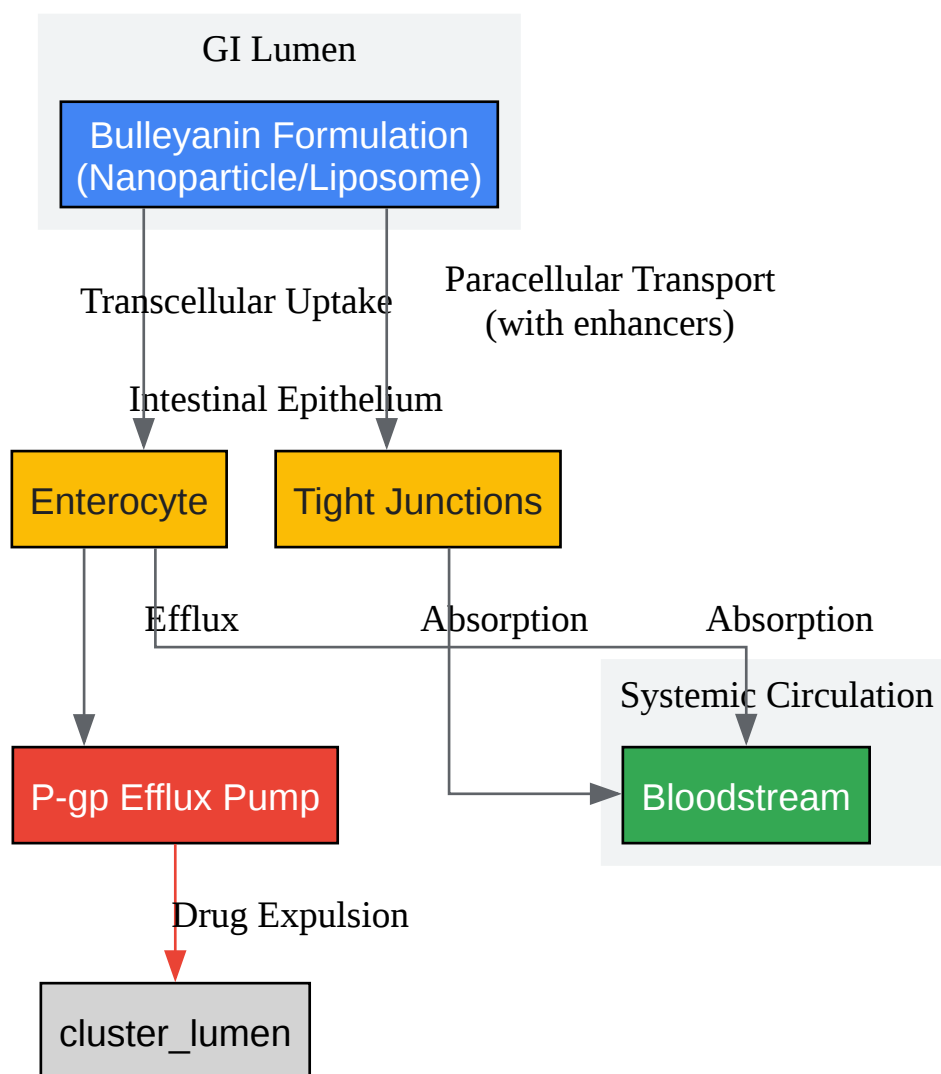 GI Lumen
Bulleyanin Formulation
(Nanoparticle/Liposome)
Transcellular Uptake
Paracellular Transport
(with enhancers)
Intestinal Epithelium
Enterocyte
Tight Junctions
Efflux
Absorption
Absorption
Systemic Circulation
P-gp Efflux Pump
Bloodstream
Drug Expulsion
cluster_lumen